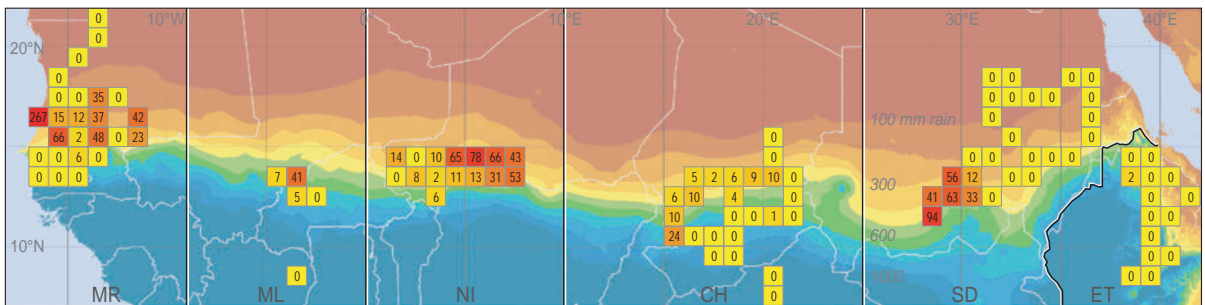 0 10°W 0° 10°E 20°E 30°E 40°E
0
20°N 0
0 0 0 0 0
0 0 35 0 0 0 0 0 0
267 15 12 37 42 100 mm rain 0 0
66 2 48 0 23 0 0 0
0 0 6 0 14 0 10 65 78 66 43 0 0 0 0 0 0 0 0
0 0 0 7 41 0 8 2 11 13 31 53 5 2 6 9 10 0 300 56 12 0 0 2 0 0
5 0 6 6 10 4 0 41 63 33 0 0 0
10 0 0 1 0 94 0 0
24 0 0 0 600 0 0
10°N 0 0 0 0
0 0 1000 0 0
MR ML NI CH 0 SD ET